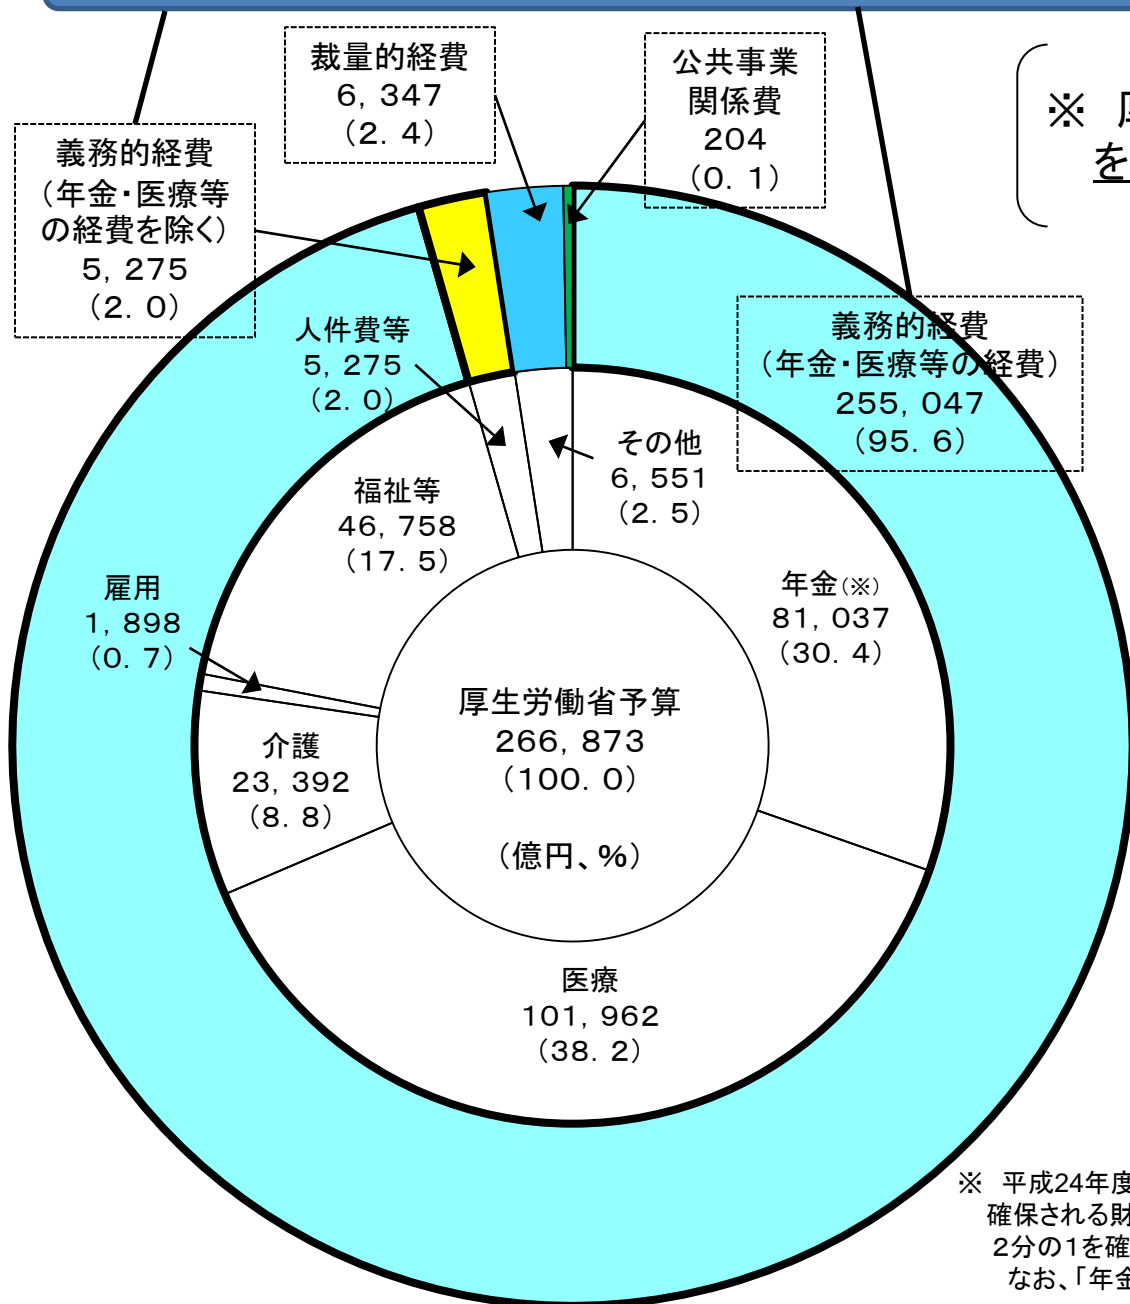 裁量的経費
６，３４７
（２．４）
公共事業
関係費
２０４
（０．１）
※ 厚
を
義務的経費
（年金・医療等
の経費を除く）
５，２７５
（２．０）
義務的経費
（年金・医療等の経費）
２５５，０４７
（９５．６）
人件費等
５，２７５
（２．０）
その他
６，５５１
（２．５）
福祉等
４６，７５８
（１７．５）
雇用
１，８９８
（０．７）
年金（※）
８１，０３７
（３０．４）
厚生労働省予算
２６６，８７３
（１００．０）
（億円、％）
介護
２３，３９２
（８．８）
医療
１０１，９６２
（３８．２）
※ 平成24年度
確保される財
２分の１を確
なお、「年金